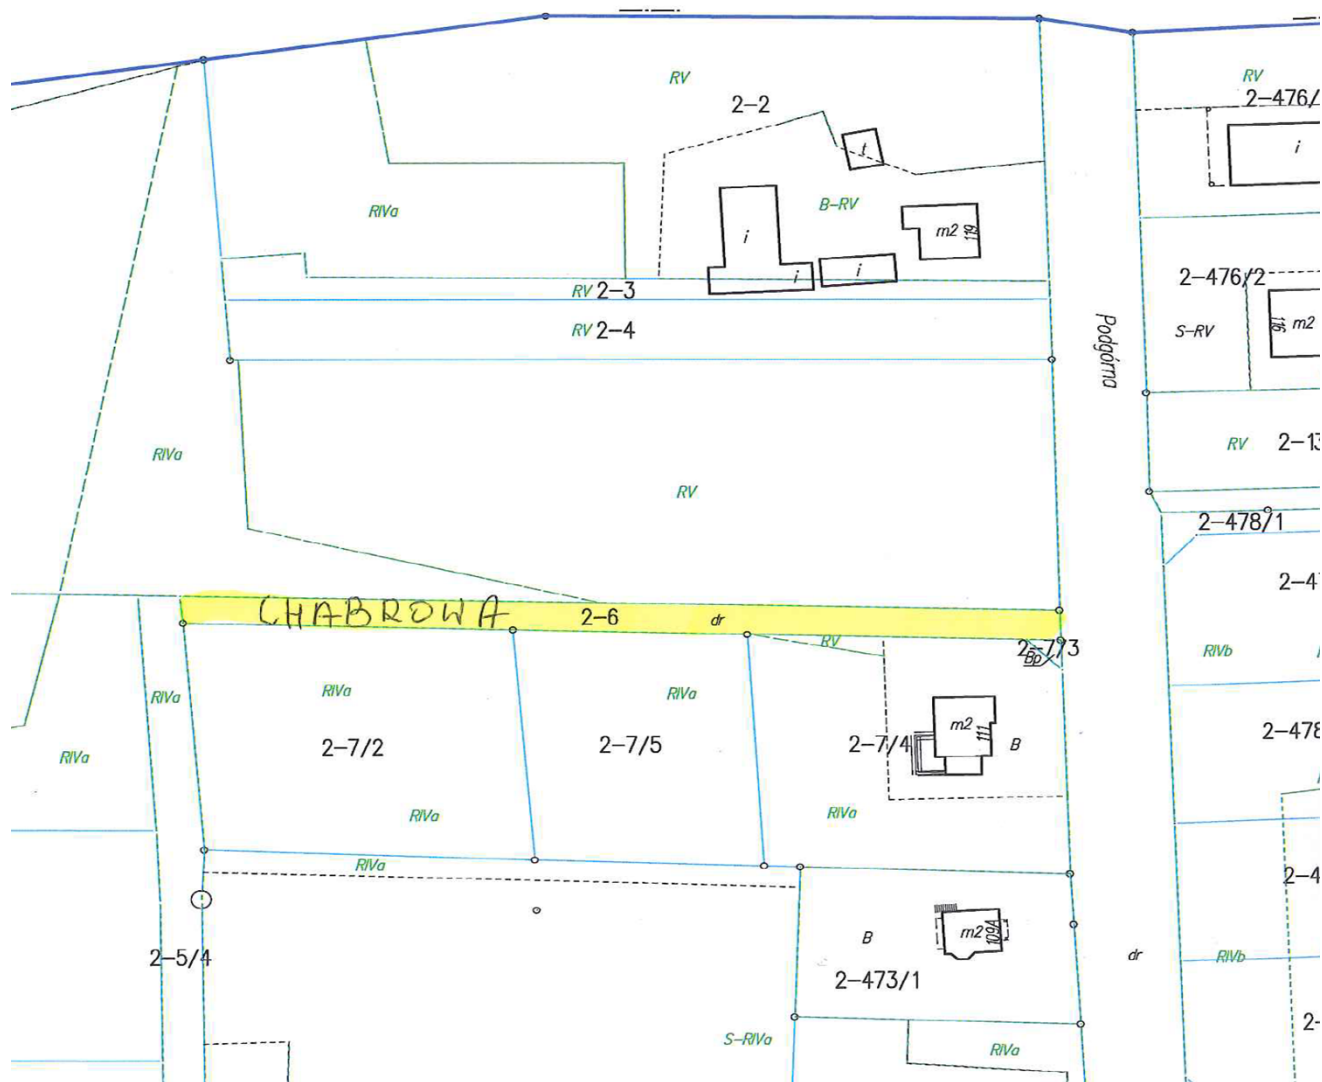 RV
2-2
RV
2-476/
t
i
RIVa
B-RV
i
m2
119
i
i
RV 2-3
2-476/2
RV 2-4
Podgórna
S-RV
116
m2
RIVa
RV
2-13
RV
2-478/1
2-4
CHABROWA
2-6
dr
RV
2-7/3
Bp
RIVb
RIVa
RIVa
RIVa
2-7/2
2-7/5
2-7/4
m2
111
B
2-478
RIVa
RIVa
RIVa
RIVa
2-4
B
m2
109A
2-5/4
dr
RIVb
2-473/1
S-RIVa
RIVa
2-